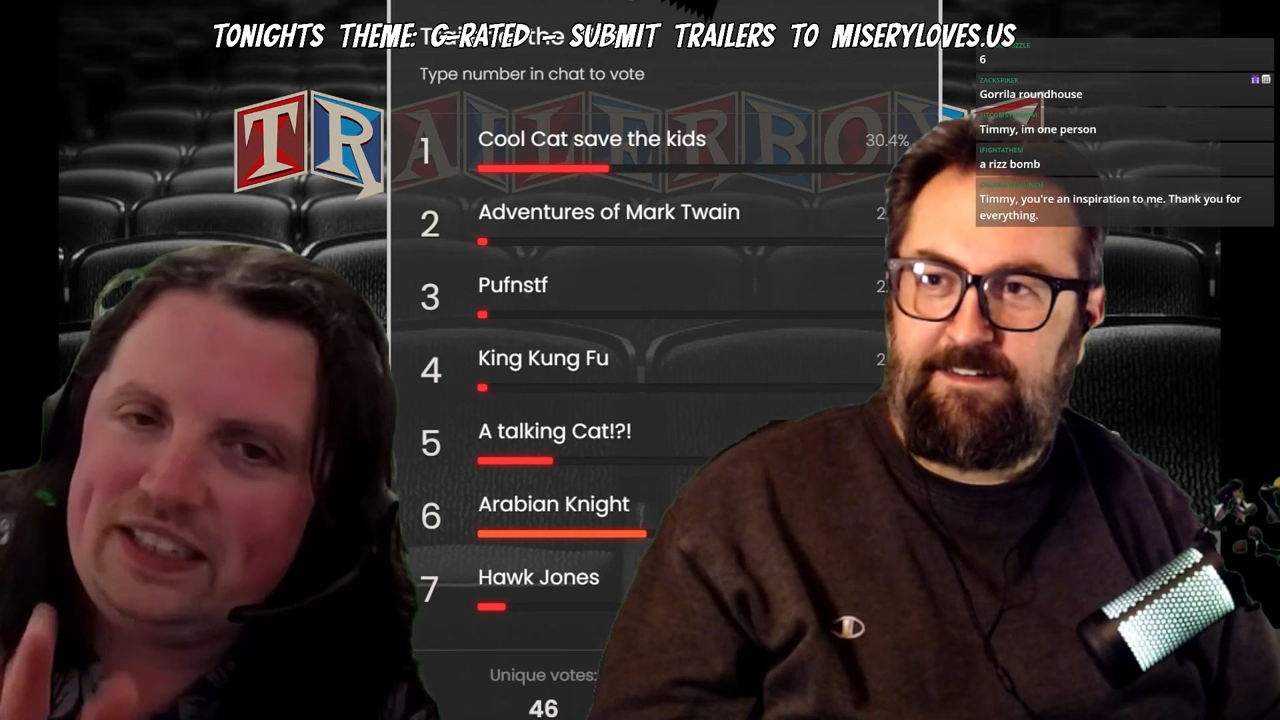 TONIGHTS THEME: G-RATED - SUBMIT TRAILERS TO MISERYLOVES.US
Type number in chat to vote
TRAILERBOX
1 Cool Cat save the kids 30.4%
2 Adventures of Mark Twain
3 Pufnstf
4 King Kung Fu
5 A talking Cat!?!
6 Arabian Knight
7 Hawk Jones
Unique votes:
46
6
ZACKSPIKER
Gorrila roundhouse
Timmy, im one person
IFIGHT4THEM
a rizz bomb
Timmy, you're an inspiration to me. Thank you for
everything.